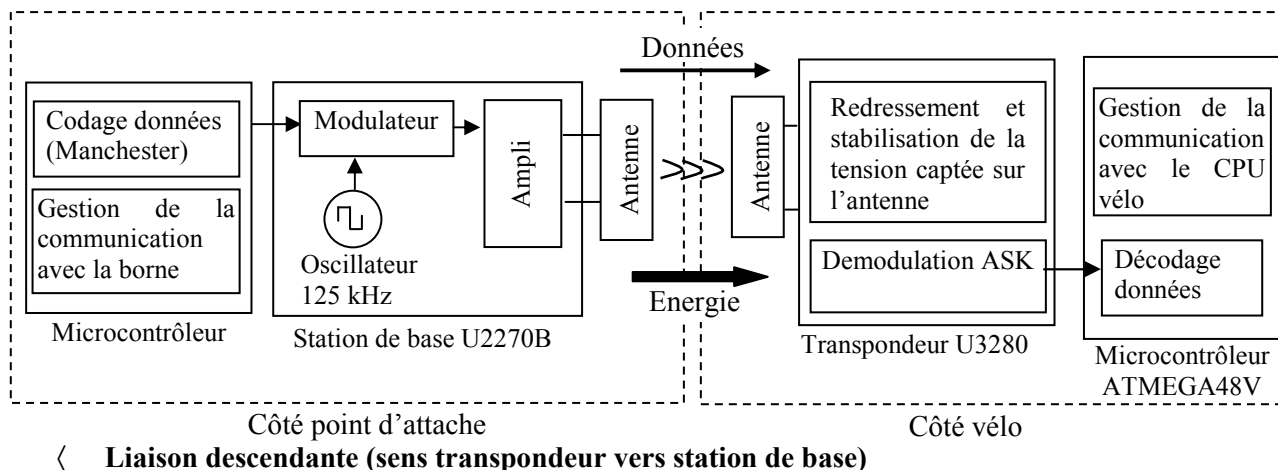 Données
Codage données
(Manchester)
Gestion de la
communication
avec la borne
Microcontrôleur
Modulateur
Oscillateur
125 kHz
Ampli
Station de base U2270B
Antenne
Energie
Antenne
Redressement et
stabilisation de la
tension captée sur
l’antenne
Demodulation ASK
Transpondeur U3280
Gestion de la
communication
avec le CPU
vélo
Décodage
données
Microcontrôleur
ATMEGA48V
Côté point d’attache
Côté vélo
〈 Liaison descendante (sens transpondeur vers station de base)